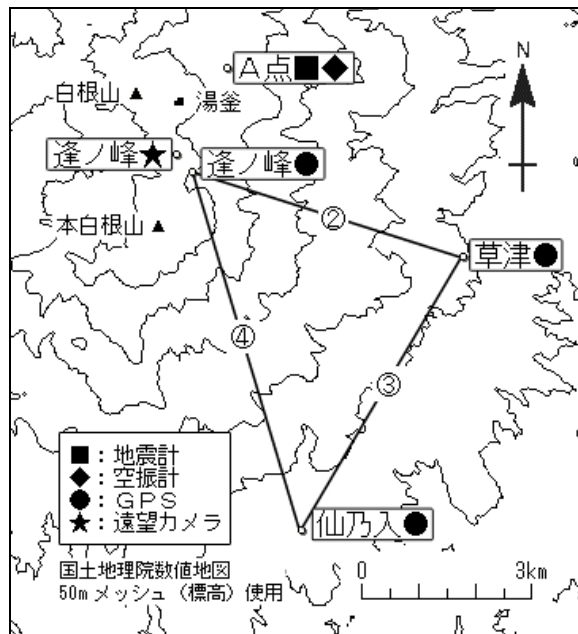 N
A点■◆
白根山▲
湯釜
逢ノ峰★
逢ノ峰●
②
本白根山▲
草津●
④
③
■：地震計
◆：空振計
●：GPS
★：遠望カメラ
仙乃入●
国土地理院数値地図
50mメッシュ（標高）使用
0 3km